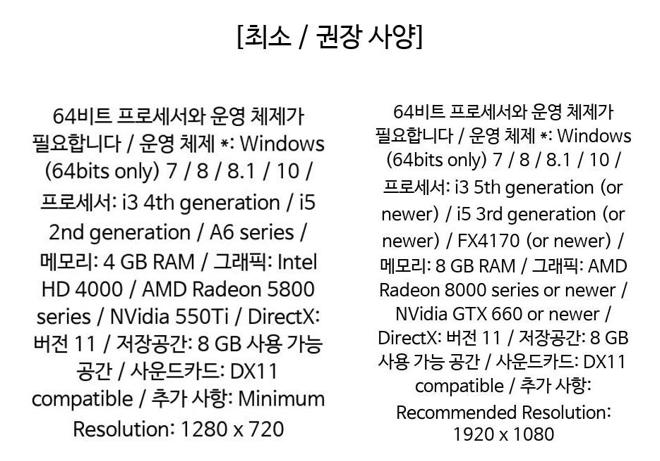 [최소 / 권장 사양]
64비트 프로세서와 운영 체제가
필요합니다 / 운영 체제 *: Windows
(64bits only) 7 / 8 / 8.1 / 10 /
프로세서: i3 4th generation / i5
2nd generation / A6 series /
메모리: 4 GB RAM / 그래픽: Intel
HD 4000 / AMD Radeon 5800
series / NVidia 550Ti / DirectX:
버전 11 / 저장공간: 8 GB 사용 가능
공간 / 사운드카드: DX11
compatible / 추가 사항: Minimum
Resolution: 1280 x 720
64비트 프로세서와 운영 체제가
필요합니다 / 운영 체제 *: Windows
(64bits only) 7 / 8 / 8.1 / 10 /
프로세서: i3 5th generation (or
newer) / i5 3rd generation (or
newer) / FX4170 (or newer) /
메모리: 8 GB RAM / 그래픽: AMD
Radeon 8000 series or newer /
NVidia GTX 660 or newer /
DirectX: 버전 11 / 저장공간: 8 GB
사용 가능 공간 / 사운드카드: DX11
compatible / 추가 사항:
Recommended Resolution:
1920 x 1080